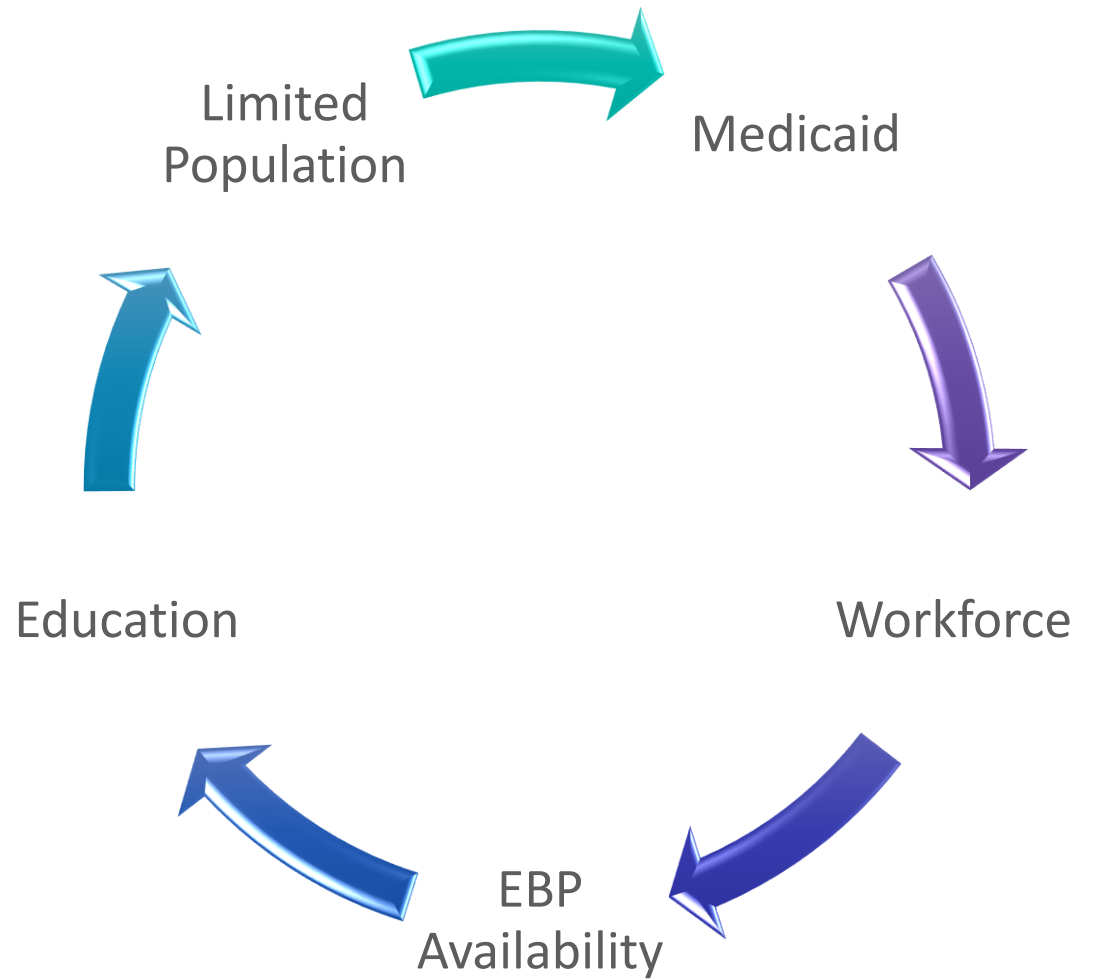 Limited
Population
Medicaid
Education
Workforce
EBP
Availability